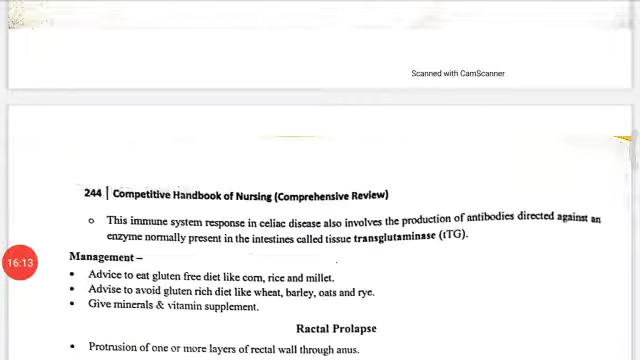 Scanned with CamScanner
244 | Competitive Handbook of Nursing (Comprehensive Review)
o This immune system response in celiac disease also involves the production of antibodies directed against an
enzyme normally present in the intestines called tissue transglutaminase (tTG).
Management –
• Advice to eat gluten free diet like corn, rice and millet.
16:13
• Advise to avoid gluten rich diet like wheat, barley, oats and rye.
• Give minerals & vitamin supplement.
Ractal Prolapse
• Protrusion of one or more layers of rectal wall through anus.